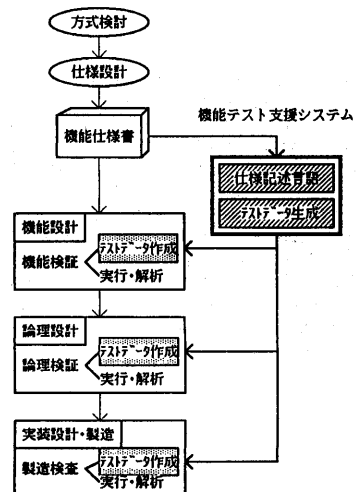 方式検討
仕様設計
機能仕様書
機能テスト支援システム
仕様記述言語
テストデータ生成
機能設計
機能検証
テストデータ作成
実行・解析
論理設計
論理検証
テストデータ作成
実行・解析
実装設計・製造
製造検査
テストデータ作成
実行・解析